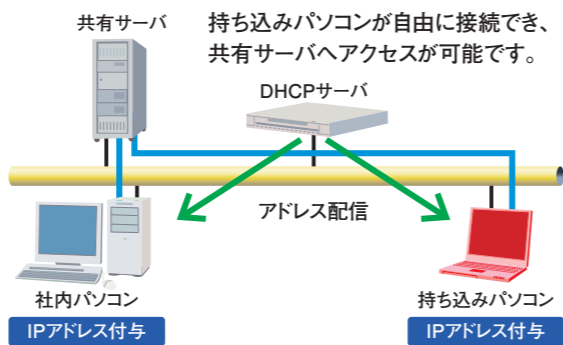 共有サーバ
持ち込みパソコンが自由に接続でき、
共有サーバへアクセスが可能です。
DHCPサーバ
アドレス配信
社内パソコン
持ち込みパソコン
IPアドレス付与
IPアドレス付与